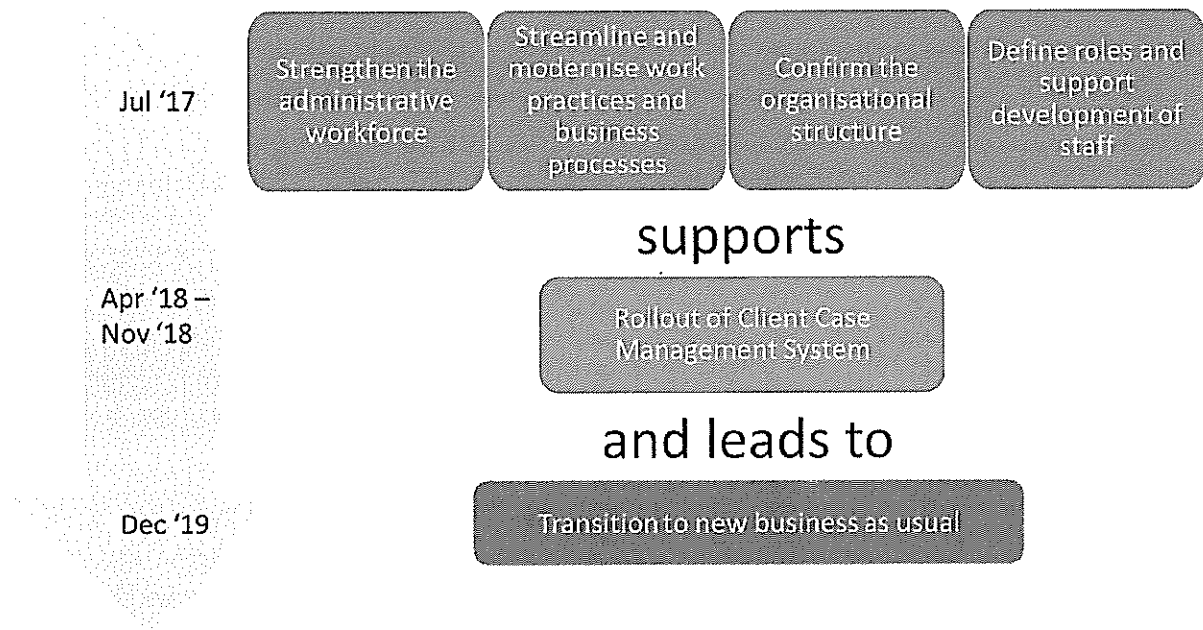 Jul ‘17
Strengthen the
administrative
workforce
Streamline and
modernise work
practices and
business
processes
Confirm the
organisational
structure
Define roles and
support
development of
staff
supports
Apr ‘18 –
Nov ‘18
Rollout of Client Case
Management System
and leads to
Dec ‘19
Transition to new business as usual